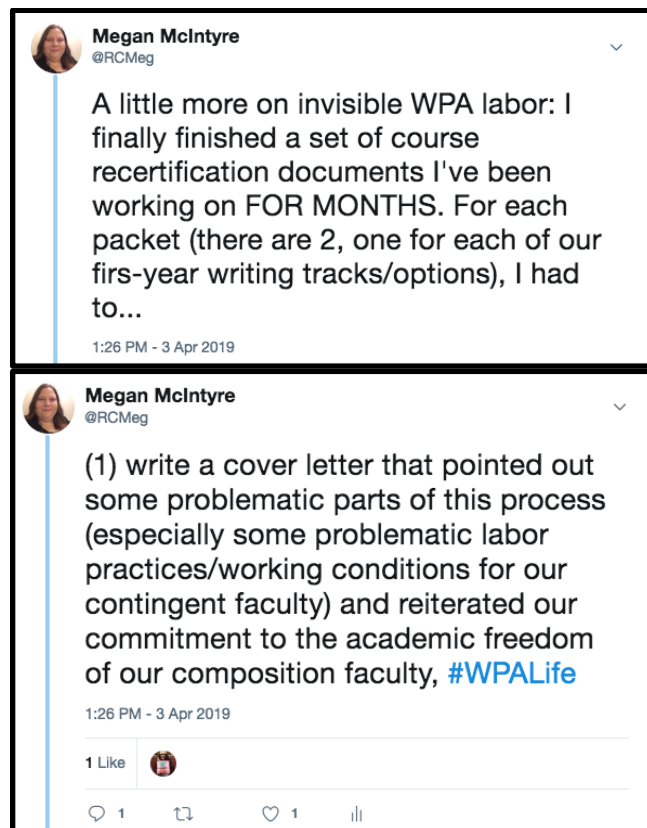 Megan McIntyre
@RCMeg
A little more on invisible WPA labor: I
finally finished a set of course
recertification documents I've been
working on FOR MONTHS. For each
packet (there are 2, one for each of our
firs-year writing tracks/options), I had
to...
1:26 PM - 3 Apr 2019
Megan McIntyre
@RCMeg
(1) write a cover letter that pointed out
some problematic parts of this process
(especially some problematic labor
practices/working conditions for our
contingent faculty) and reiterated our
commitment to the academic freedom
of our composition faculty, #WPALife
1:26 PM - 3 Apr 2019
1 Like
1 1